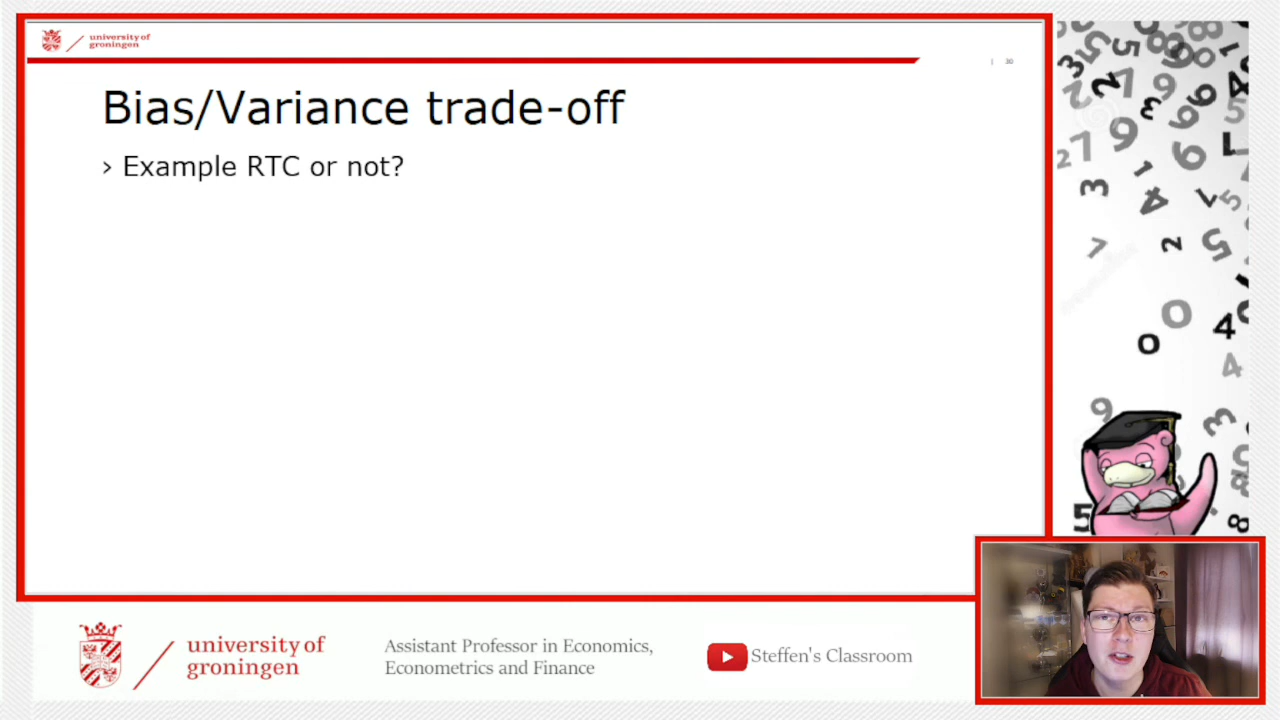 university of
groningen
| 30
Bias/Variance trade-off
› Example RTC or not?
university of
groningen
Assistant Professor in Economics,
Econometrics and Finance
Steffen's Classroom